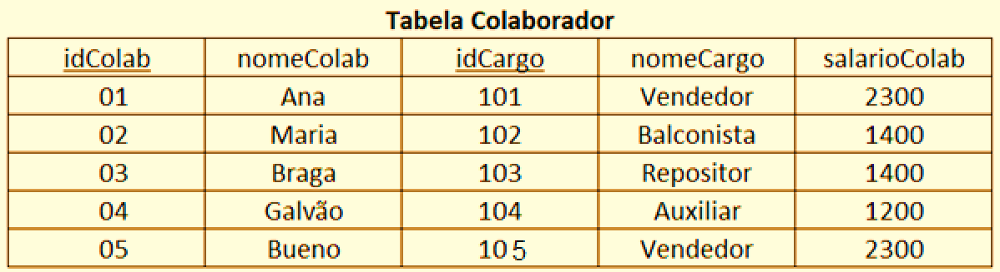 Tabela Colaborador
idColab nomeColab idCargo nomeCargo salarioColab
01 Ana 101 Vendedor 2300
02 Maria 102 Balconista 1400
03 Braga 103 Repositor 1400
04 Galvão 104 Auxiliar 1200
05 Bueno 105 Vendedor 2300